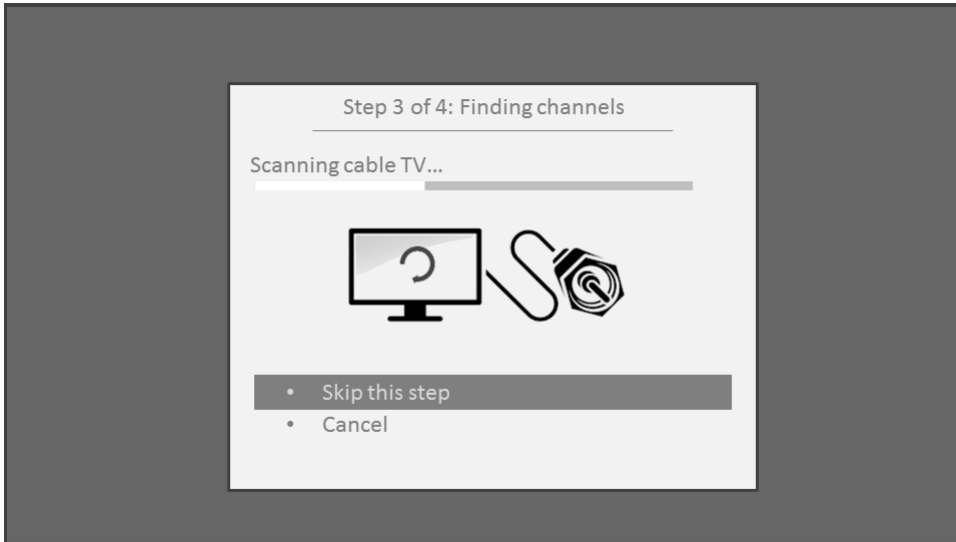 Step 3 of 4: Finding channels
Scanning cable TV...
• Skip this step
• Cancel